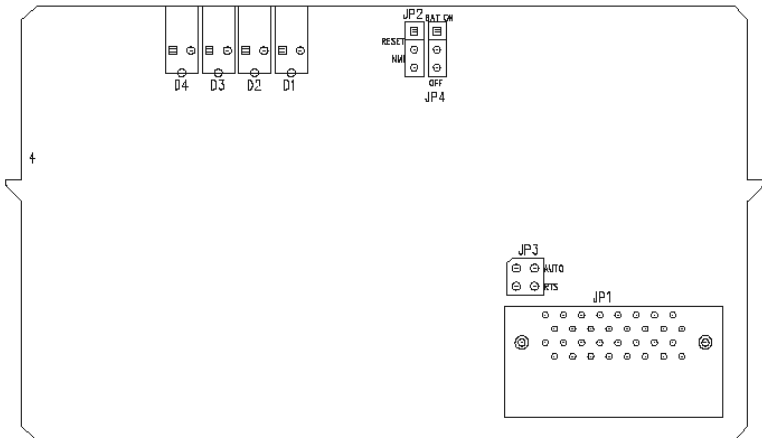 JP2 BAT ON
RESET
NMI
OFF
JP4
D4 D3 D2 D1
4
JP3
AUTO
RTS
JP1